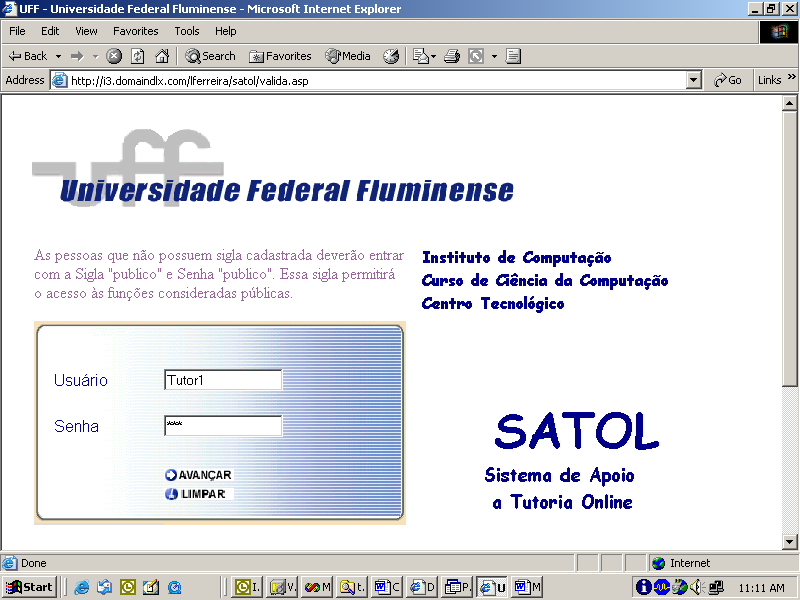 UFF - Universidade Federal Fluminense - Microsoft Internet Explorer
File Edit View Favorites Tools Help
Back Search Favorites Media
Address http://i3.domaindlx.com/lferreira/satol/valida.asp Go Links »
uff
Universidade Federal Fluminense
As pessoas que não possuem sigla cadastrada deverão entrar
com a Sigla "publico" e Senha "publico". Essa sigla permitirá
o acesso às funções consideradas públicas.
Instituto de Computação
Curso de Ciência da Computação
Centro Tecnológico
Usuário Tutor1
Senha ***
AVANÇAR
LIMPAR
SATOL
Sistema de Apoio
a Tutoria Online
Done Internet
Start I. V. M t. C D P. U M 11:11 AM